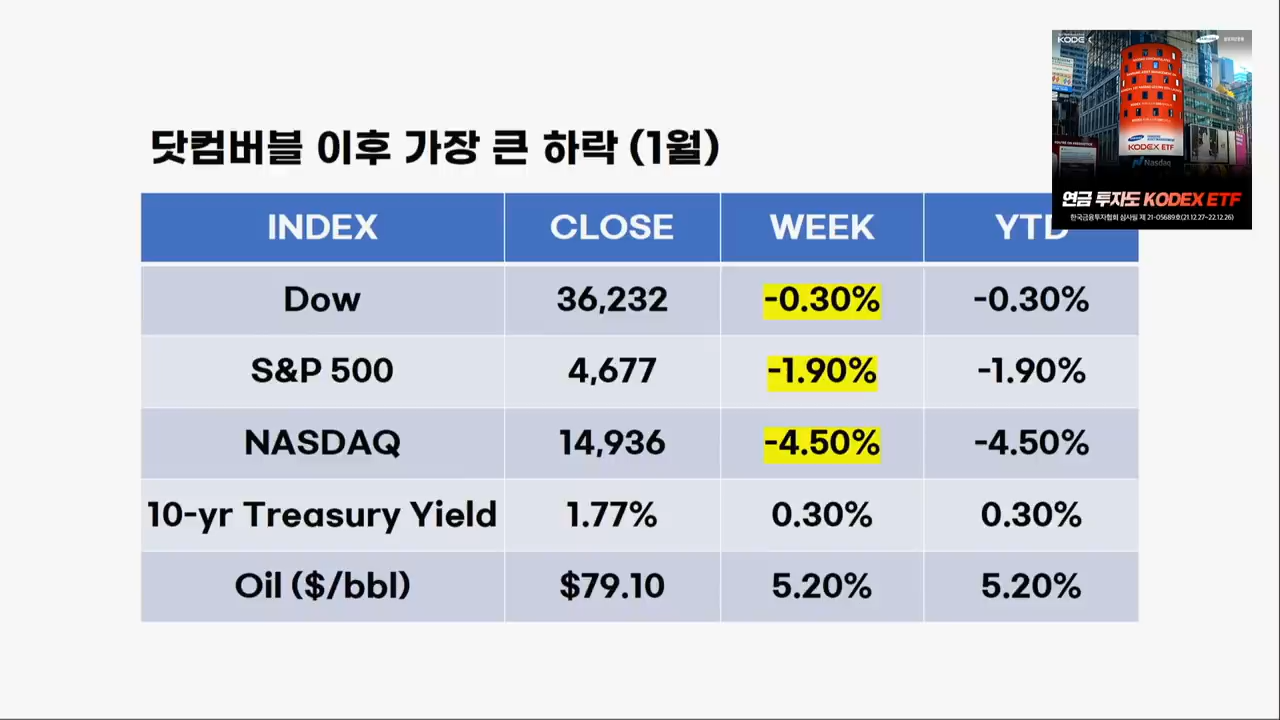 닷컴버블 이후 가장 큰 하락 (1월)
KODE
Nasdaq
KODEX ETF
연금 투자도 KODEX ETF
한국금융투자협회 심사필 제 21-05689호(21.12.27~22.12.26)
INDEX CLOSE WEEK YTD
Dow 36,232 -0.30% -0.30%
S&P 500 4,677 -1.90% -1.90%
NASDAQ 14,936 -4.50% -4.50%
10-yr Treasury Yield 1.77% 0.30% 0.30%
Oil ($/bbl) $79.10 5.20% 5.20%